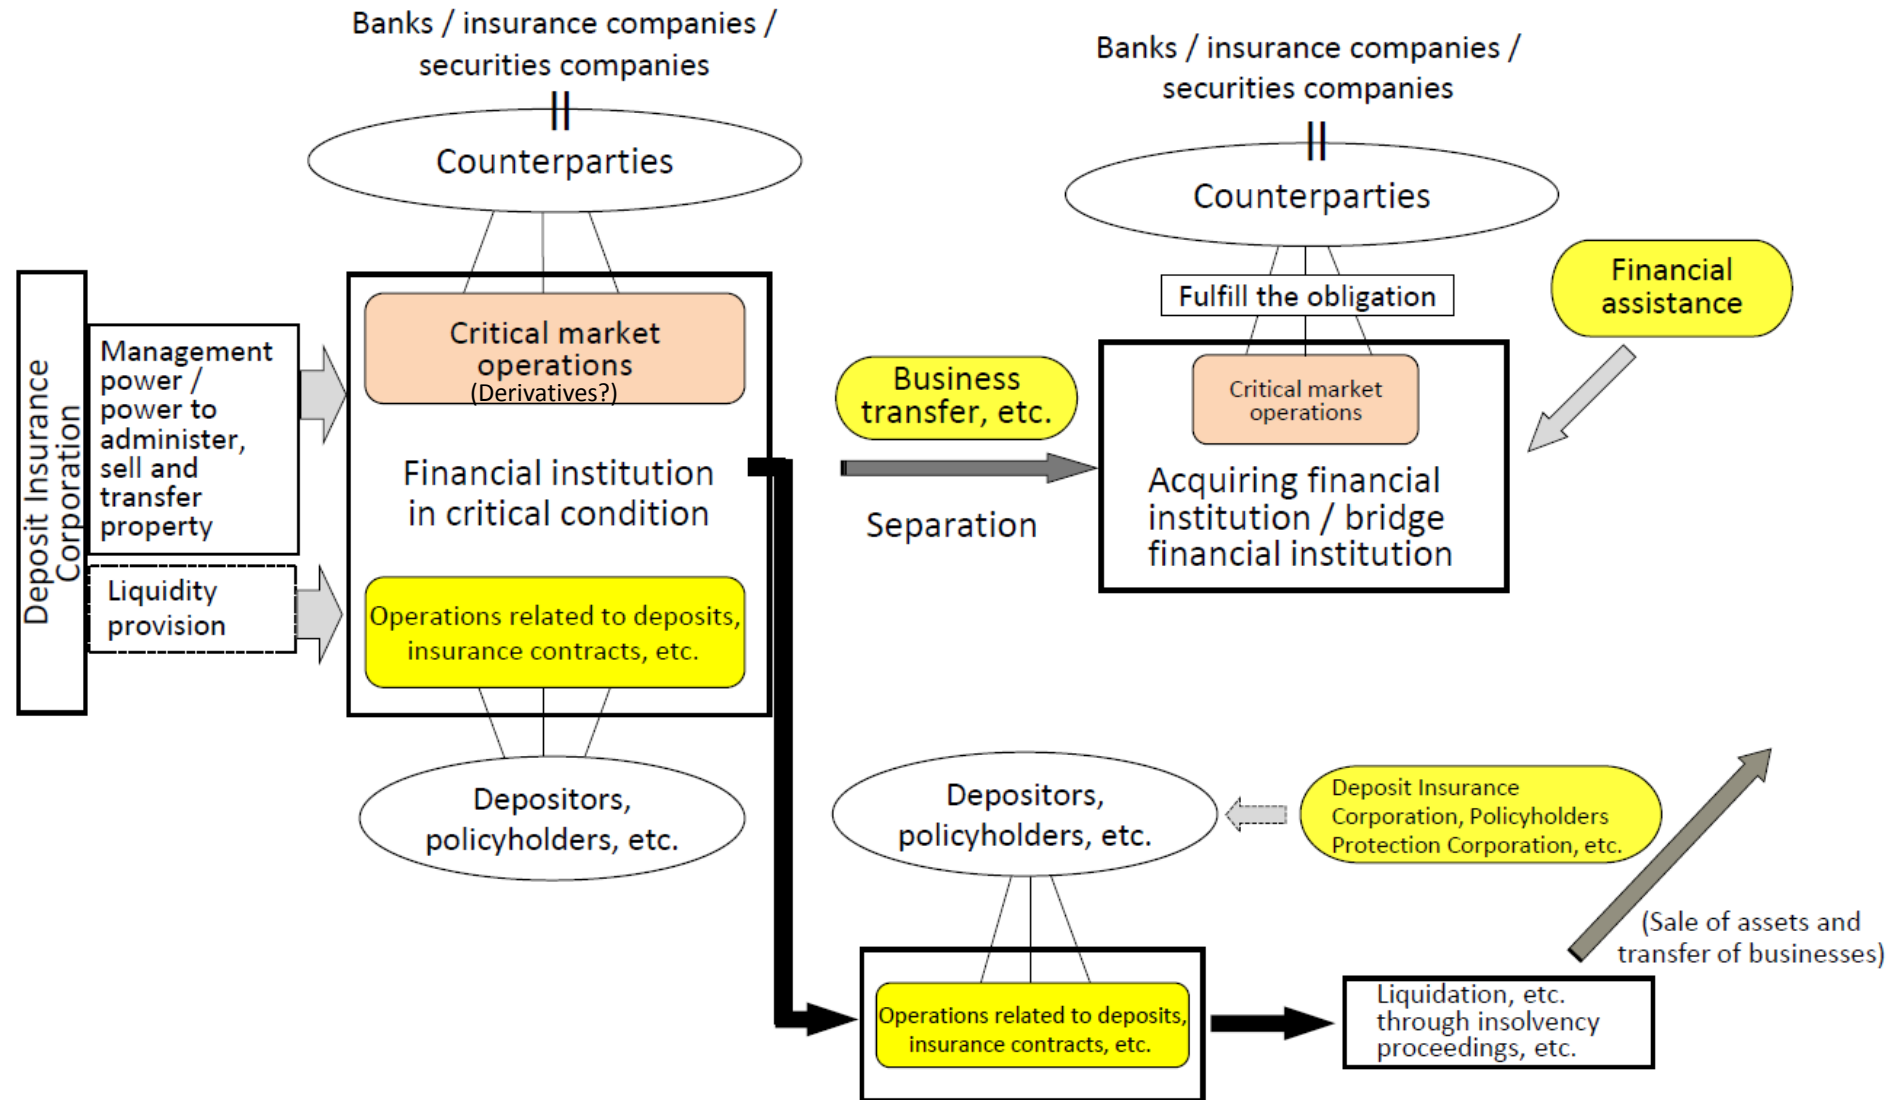 Banks / insurance companies /
securities companies
Counterparties
Banks / insurance companies /
securities companies
Counterparties
Fulfill the obligation
Financial
assistance
Deposit Insurance
Corporation
Management
power /
power to
administer,
sell and
transfer
property
Liquidity
provision
Critical market
operations
(Derivatives?)
Financial institution
in critical condition
Operations related to deposits,
insurance contracts, etc.
Depositors,
policyholders, etc.
Business
transfer, etc.
Separation
Critical market
operations
Acquiring financial
institution / bridge
financial institution
Depositors,
policyholders, etc.
Deposit Insurance
Corporation, Policyholders
Protection Corporation, etc.
(Sale of assets and
transfer of businesses)
Operations related to deposits,
insurance contracts, etc.
Liquidation, etc.
through insolvency
proceedings, etc.